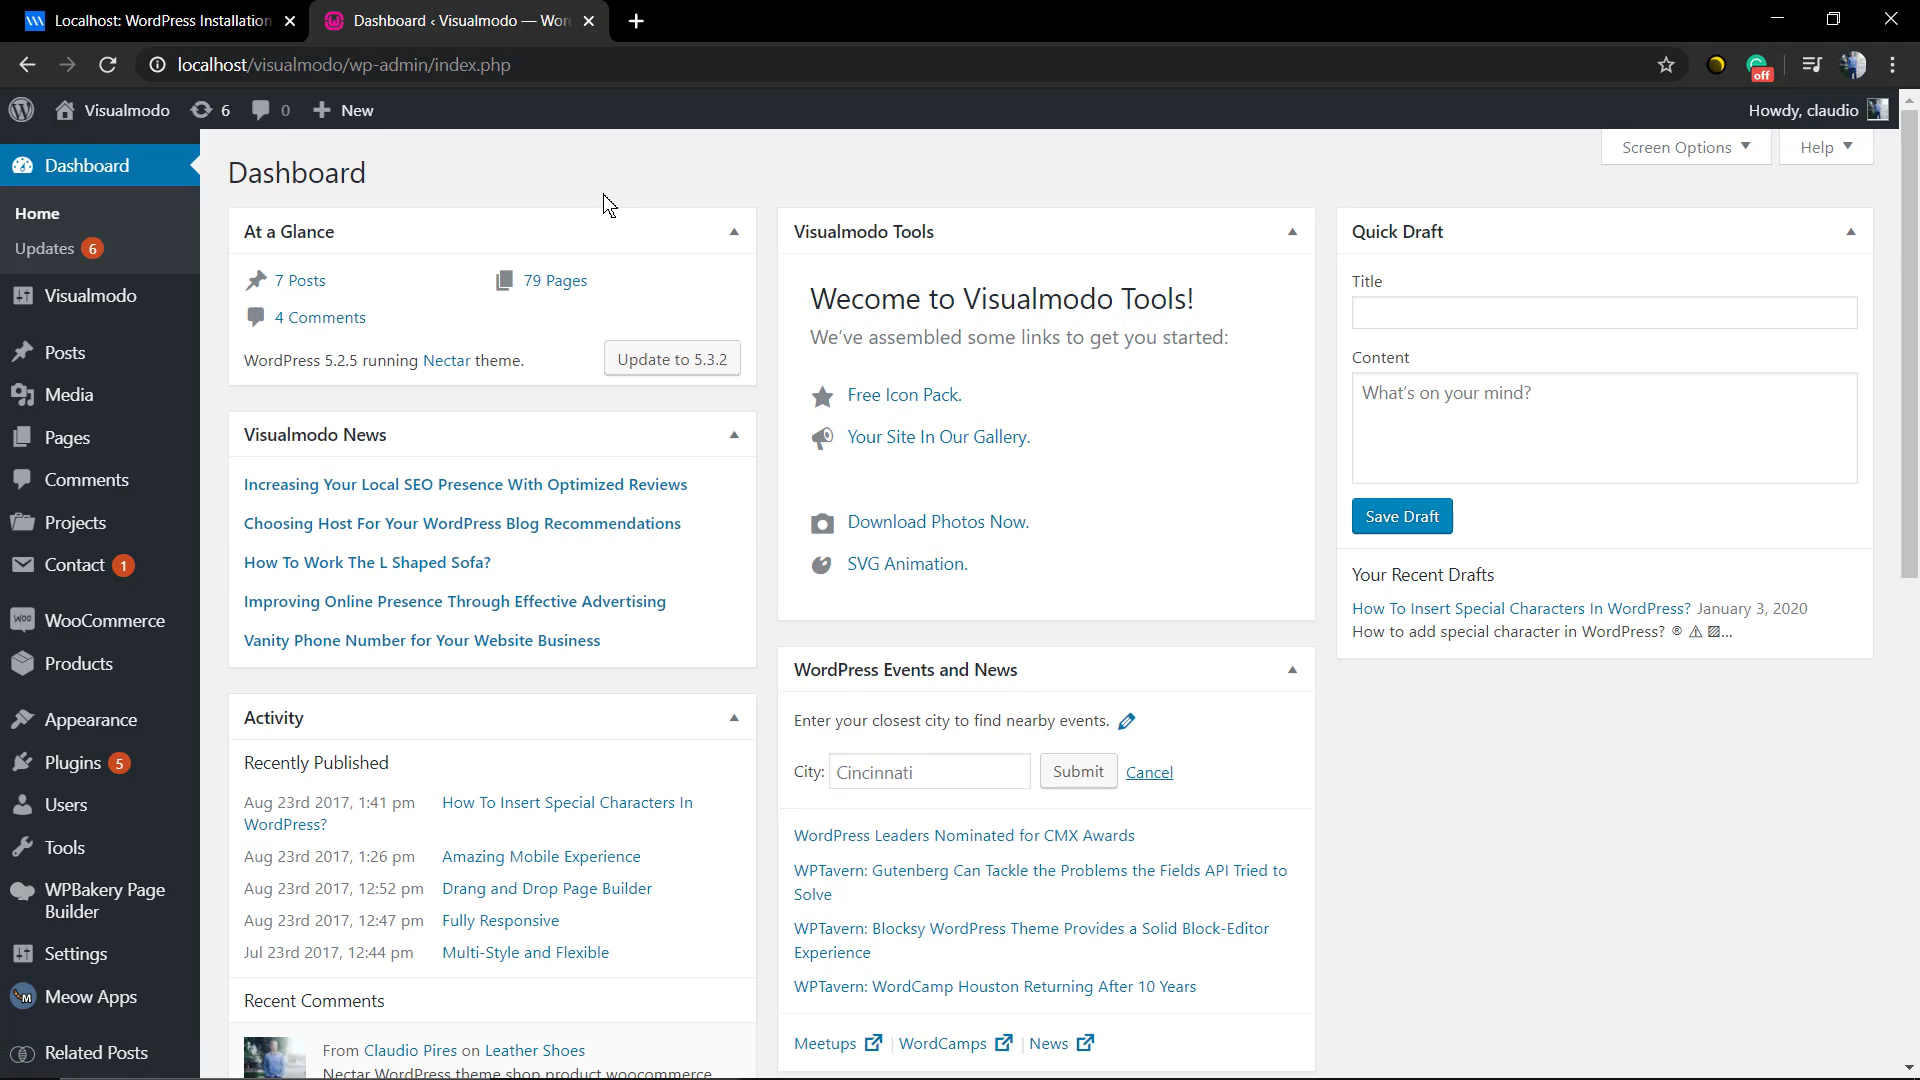 Localhost: WordPress Installation
Dashboard ‹ Visualmodo — Wor
localhost/visualmodo/wp-admin/index.php
off
Visualmodo
6
0
New
Howdy, claudio
Dashboard
Home
Updates 6
Visualmodo
Posts
Media
Pages
Comments
Projects
Contact 1
WooCommerce
Products
Appearance
Plugins 5
Users
Tools
WPBakery Page
Builder
Settings
Meow Apps
Related Posts
Screen Options
Help
Dashboard
At a Glance
7 Posts
79 Pages
4 Comments
WordPress 5.2.5 running Nectar theme.
Update to 5.3.2
Visualmodo News
Increasing Your Local SEO Presence With Optimized Reviews
Choosing Host For Your WordPress Blog Recommendations
How To Work The L Shaped Sofa?
Improving Online Presence Through Effective Advertising
Vanity Phone Number for Your Website Business
Activity
Recently Published
Aug 23rd 2017, 1:41 pm How To Insert Special Characters In
WordPress?
Aug 23rd 2017, 1:26 pm Amazing Mobile Experience
Aug 23rd 2017, 12:52 pm Drang and Drop Page Builder
Aug 23rd 2017, 12:47 pm Fully Responsive
Jul 23rd 2017, 12:44 pm Multi-Style and Flexible
Recent Comments
From Claudio Pires on Leather Shoes
Nectar WordPress theme shop product woocommerce
Visualmodo Tools
Wecome to Visualmodo Tools!
We've assembled some links to get you started:
Free Icon Pack.
Your Site In Our Gallery.
Download Photos Now.
SVG Animation.
WordPress Events and News
Enter your closest city to find nearby events.
City: Cincinnati Submit Cancel
WordPress Leaders Nominated for CMX Awards
WPTavern: Gutenberg Can Tackle the Problems the Fields API Tried to
Solve
WPTavern: Blocksy WordPress Theme Provides a Solid Block-Editor
Experience
WPTavern: WordCamp Houston Returning After 10 Years
Meetups | WordCamps | News
Quick Draft
Title
Content
What's on your mind?
Save Draft
Your Recent Drafts
How To Insert Special Characters In WordPress? January 3, 2020
How to add special character in WordPress? ® ⚠ ▨…